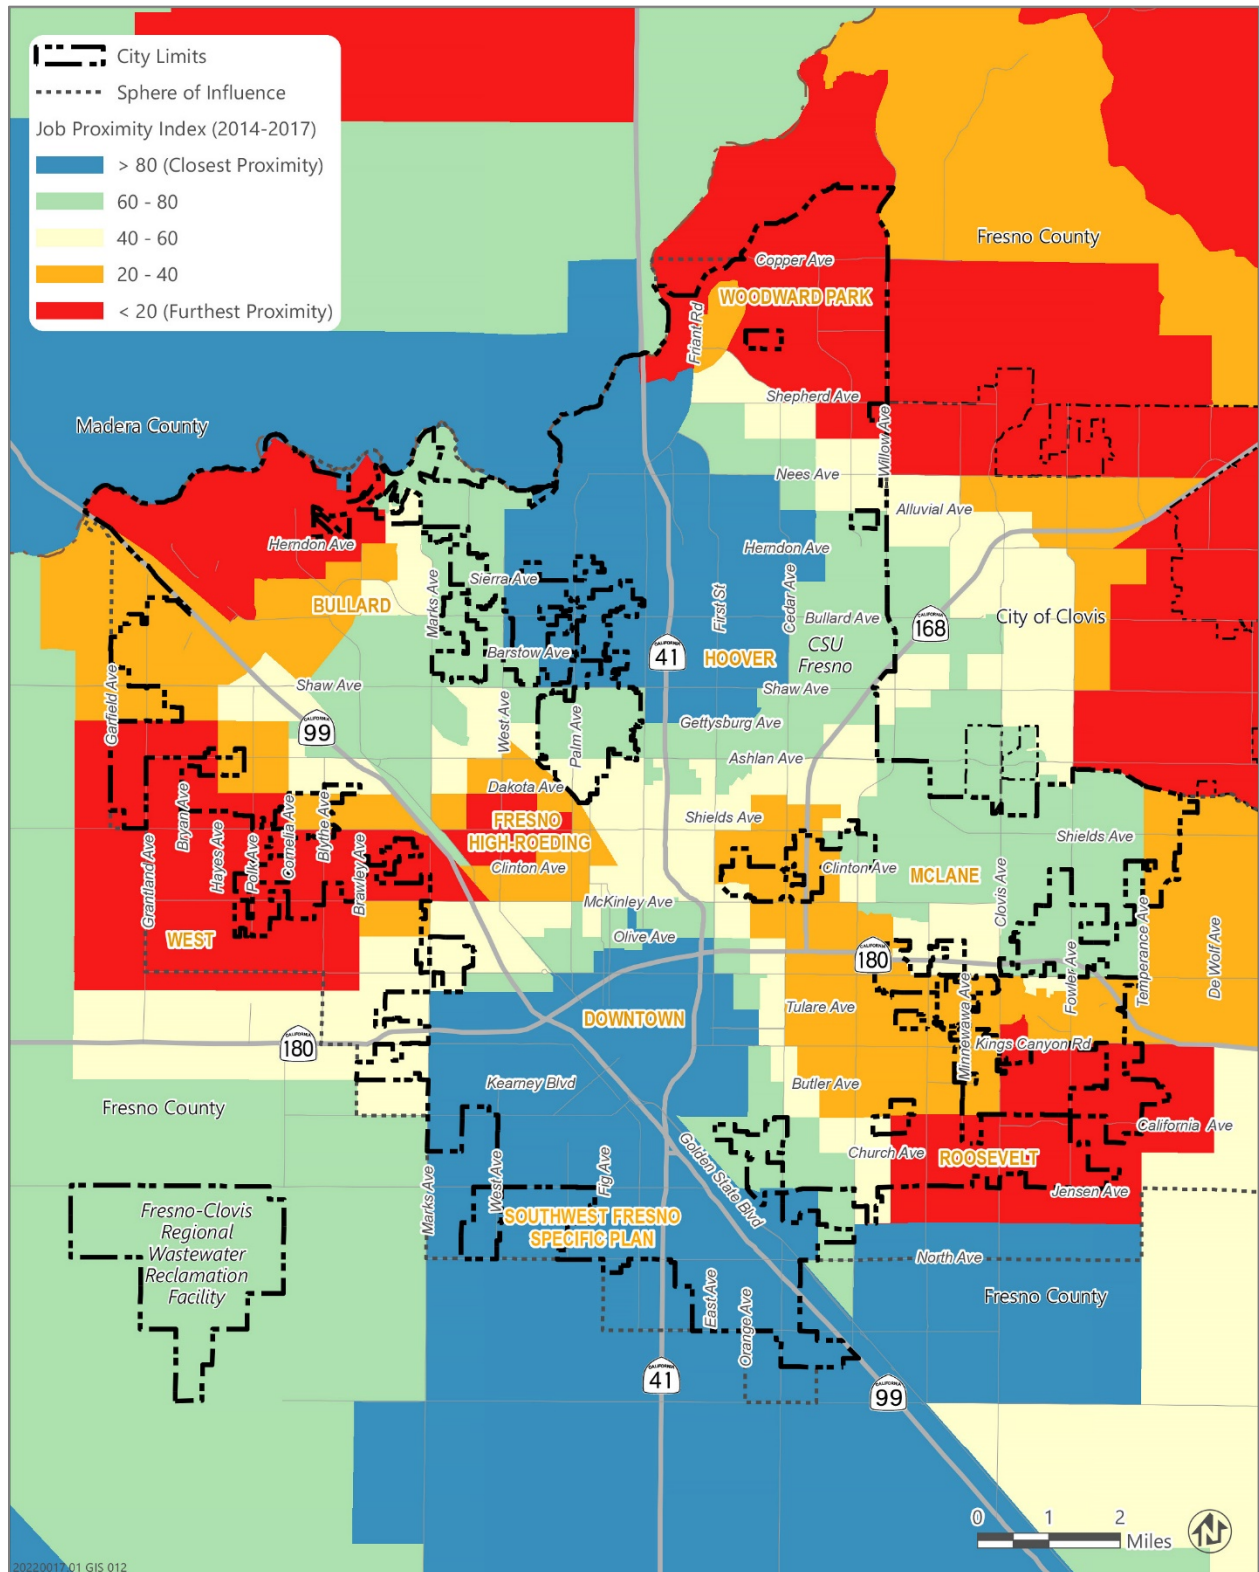 City Limits
Sphere of Influence
Job Proximity Index (2014-2017)
> 80 (Closest Proximity)
60 - 80
40 - 60
20 - 40
< 20 (Furthest Proximity)
Fresno County
Copper Ave
WOODWARD PARK
Friant Rd
Shepherd Ave
Madera County
Willow Ave
Nees Ave
Alluvial Ave
Herndon Ave
Herndon Ave
Sierra Ave
Marks Ave
BULLARD
First St
Cedar Ave
Bullard Ave
CALIFORNIA
168
City of Clovis
Barstow Ave
CALIFORNIA
41
HOOVER
CSU
Fresno
Garfield Ave
Shaw Ave
Shaw Ave
CALIFORNIA
99
West Ave
Palm Ave
Gettysburg Ave
Ashlan Ave
Dakota Ave
Bryan Ave
Cornelia Ave
Blythe Ave
FRESNO
HIGH-ROEDING
Shields Ave
Shields Ave
Grantland Ave
Hayes Ave
Polk Ave
Brawley Ave
Clinton Ave
Clinton Ave
MCLANE
Clovis Ave
McKinley Ave
WEST
Olive Ave
CALIFORNIA
180
Fowler Ave
Temperance Ave
De Wolf Ave
DOWNTOWN
Tulare Ave
Minnewawa Ave
CALIFORNIA
180
Kings Canyon Rd
Kearney Blvd
Butler Ave
Fresno County
California Ave
Church Ave
ROOSEVELT
Golden State Blvd
Marks Ave
West Ave
Fig Ave
Jensen Ave
SOUTHWEST FRESNO
SPECIFIC PLAN
Fresno-Clovis
Regional
Wastewater
Reclamation
Facility
North Ave
East Ave
Orange Ave
Fresno County
CALIFORNIA
41
CALIFORNIA
99
0 1 2
Miles
N
20220017.01 GIS 012